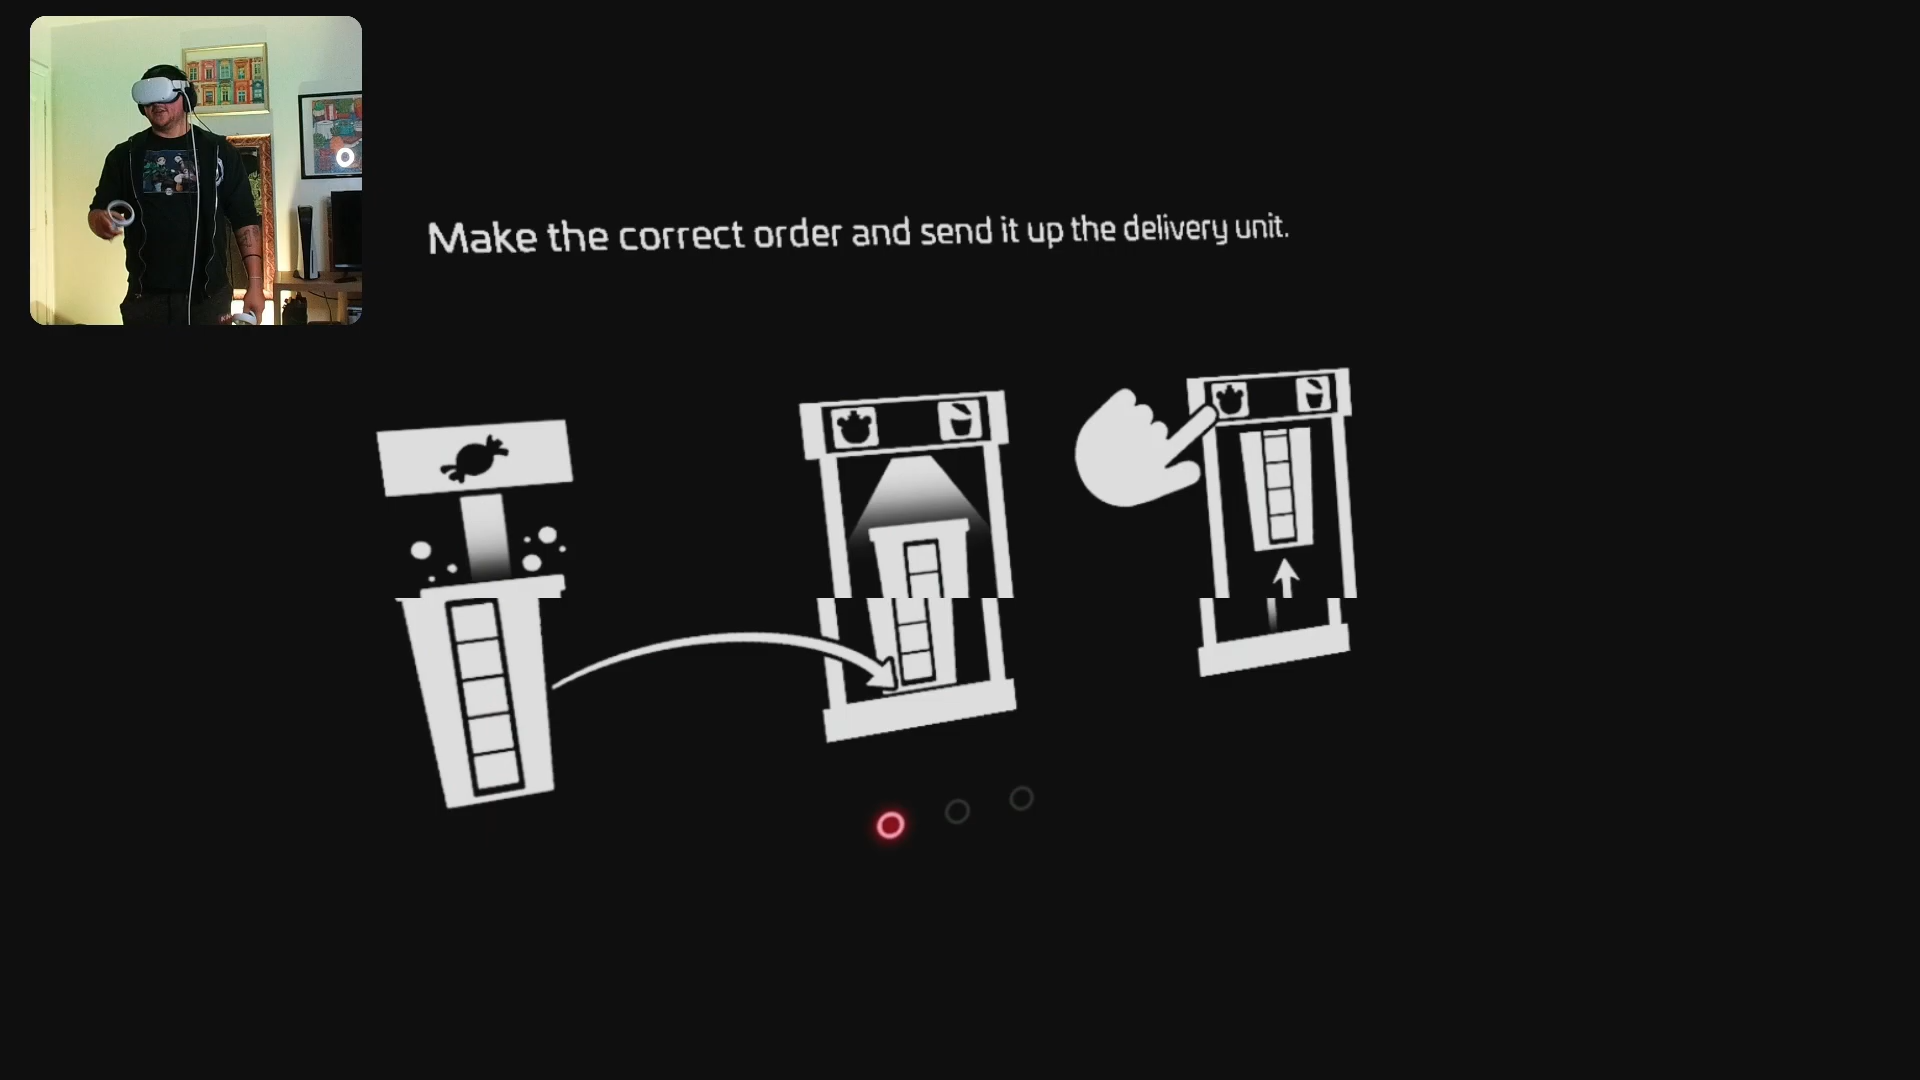 Make the correct order and send it up the delivery unit.